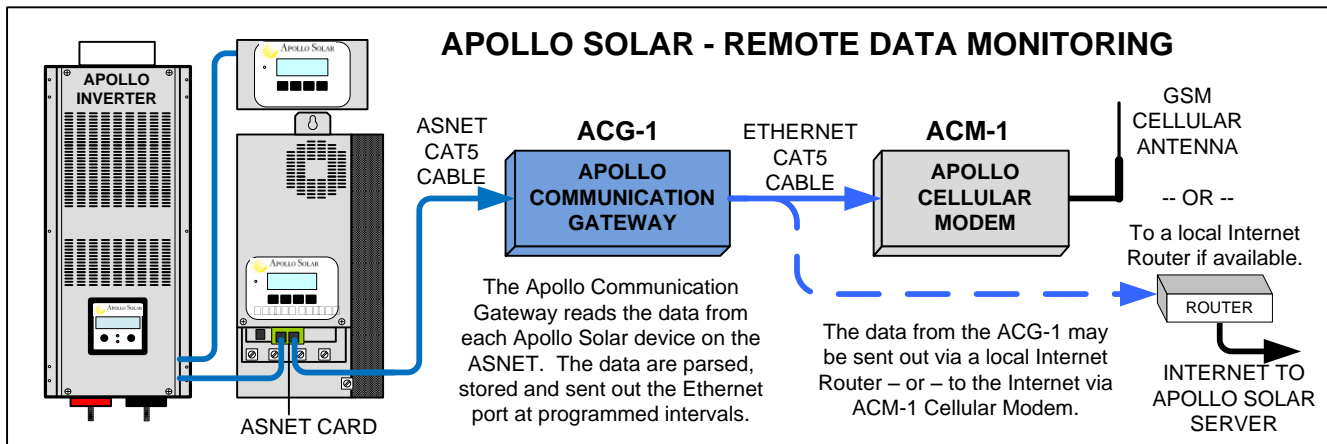 APOLLO SOLAR - REMOTE DATA MONITORING
APOLLO
INVERTER
APOLLO SOLAR
APOLLO SOLAR
APOLLO SOLAR
ASNET CARD
ASNET
CAT5
CABLE
ACG-1
APOLLO
COMMUNICATION
GATEWAY
The Apollo Communication
Gateway reads the data from
each Apollo Solar device on the
ASNET. The data are parsed,
stored and sent out the Ethernet
port at programmed intervals.
ETHERNET
CAT5
CABLE
ACM-1
APOLLO
CELLULAR
MODEM
The data from the ACG-1 may
be sent out via a local Internet
Router – or – to the Internet via
ACM-1 Cellular Modem.
GSM
CELLULAR
ANTENNA
-- OR --
To a local Internet
Router if available.
ROUTER
INTERNET TO
APOLLO SOLAR
SERVER